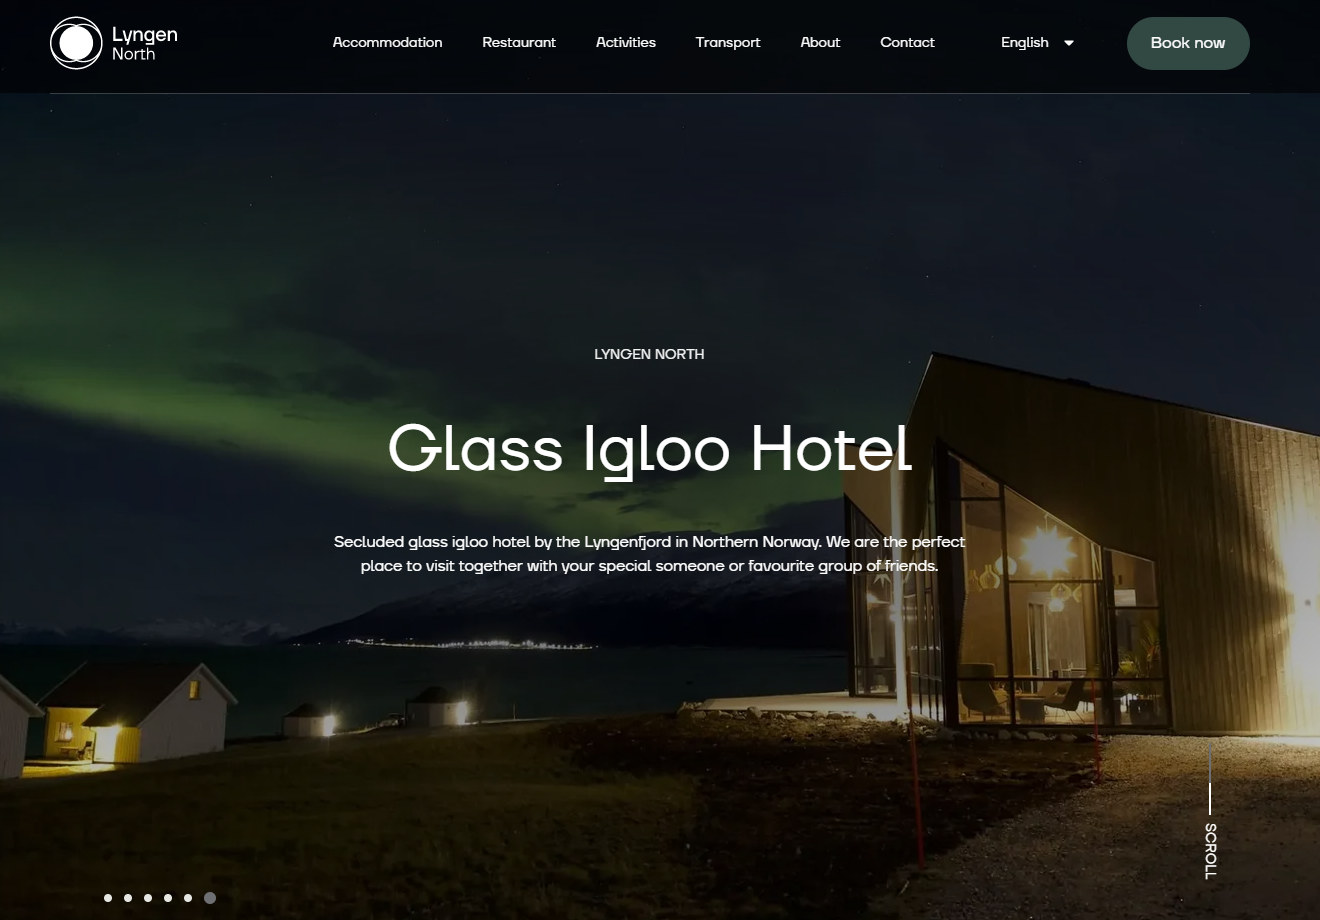 Lyngen
North
Accommodation
Restaurant
Activities
Transport
About
Contact
English
Book now
LYNGEN NORTH
Glass Igloo Hotel
Secluded glass igloo hotel by the Lyngenfjord in Northern Norway. We are the perfect
place to visit together with your special someone or favourite group of friends.
SCROLL